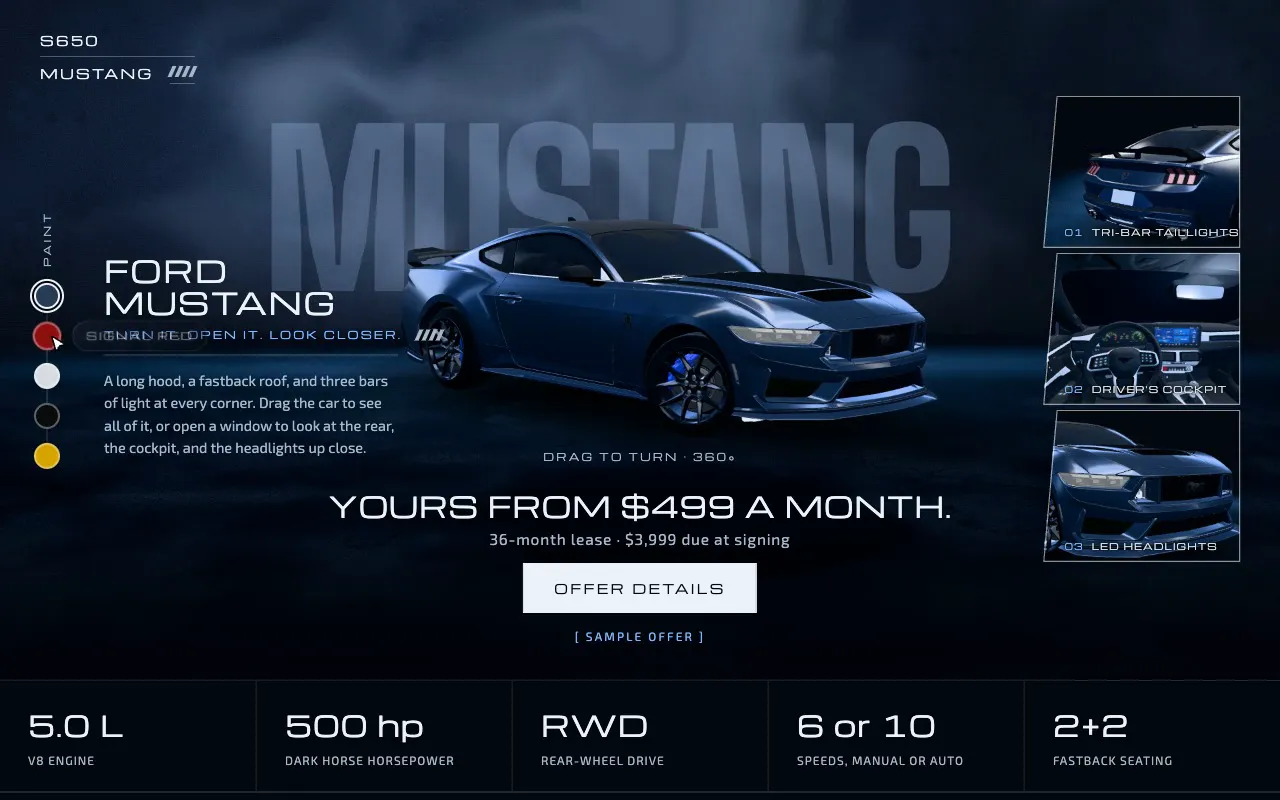 S650
MUSTANG
MUSTANG
PAINT
FORD
MUSTANG
TURN IT. OPEN IT. LOOK CLOSER.
SIGNAL RED
A long hood, a fastback roof, and three bars
of light at every corner. Drag the car to see
all of it, or open a window to look at the rear,
the cockpit, and the headlights up close.
01 TRI-BAR TAILLIGHTS
02 DRIVER'S COCKPIT
03 LED HEADLIGHTS
DRAG TO TURN · 360°
YOURS FROM $499 A MONTH.
36-month lease · $3,999 due at signing
OFFER DETAILS
[ SAMPLE OFFER ]
5.0 L
V8 ENGINE
500 hp
DARK HORSE HORSEPOWER
RWD
REAR-WHEEL DRIVE
6 or 10
SPEEDS, MANUAL OR AUTO
2+2
FASTBACK SEATING